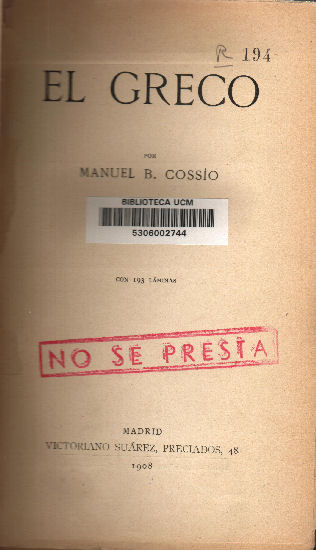 R 194
EL GRECO
POR
MANUEL B. COSSÍO
BIBLIOTECA UCM
5306002744
CON 193 LÁMINAS
NO SE PRESTA
MADRID
VICTORIANO SUÁREZ, PRECIADOS, 48
1908